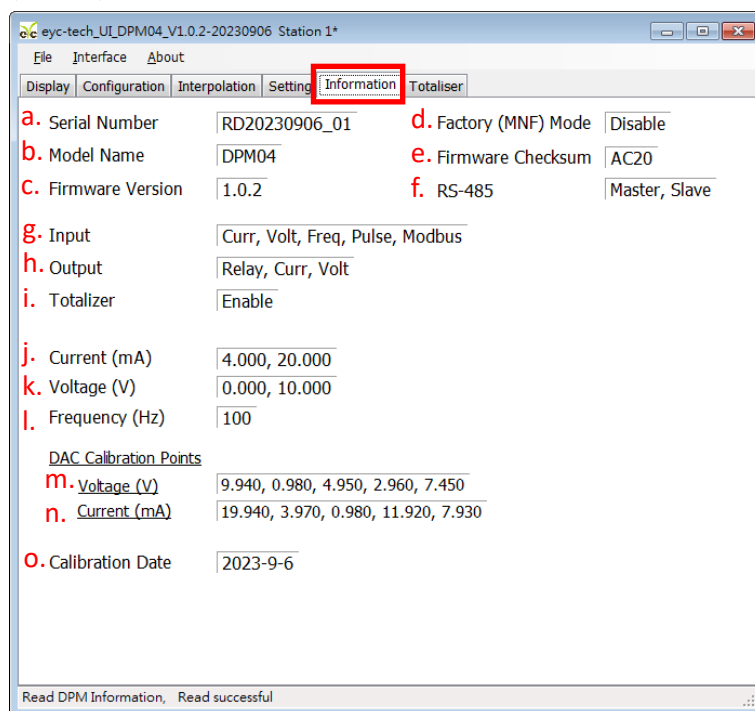 eyc-tech_UI_DPM04_V1.0.2-20230906 Station 1*
File Interface About
Display Configuration Interpolation Setting Information Totaliser
a. Serial Number RD20230906_01 d. Factory (MNF) Mode Disable
b. Model Name DPM04 e. Firmware Checksum AC20
c. Firmware Version 1.0.2 f. RS-485 Master, Slave
g. Input Curr, Volt, Freq, Pulse, Modbus
h. Output Relay, Curr, Volt
i. Totalizer Enable
j. Current (mA) 4.000, 20.000
k. Voltage (V) 0.000, 10.000
l. Frequency (Hz) 100
DAC Calibration Points
m. Voltage (V) 9.940, 0.980, 4.950, 2.960, 7.450
n. Current (mA) 19.940, 3.970, 0.980, 11.920, 7.930
o. Calibration Date 2023-9-6
Read DPM Information, Read successful